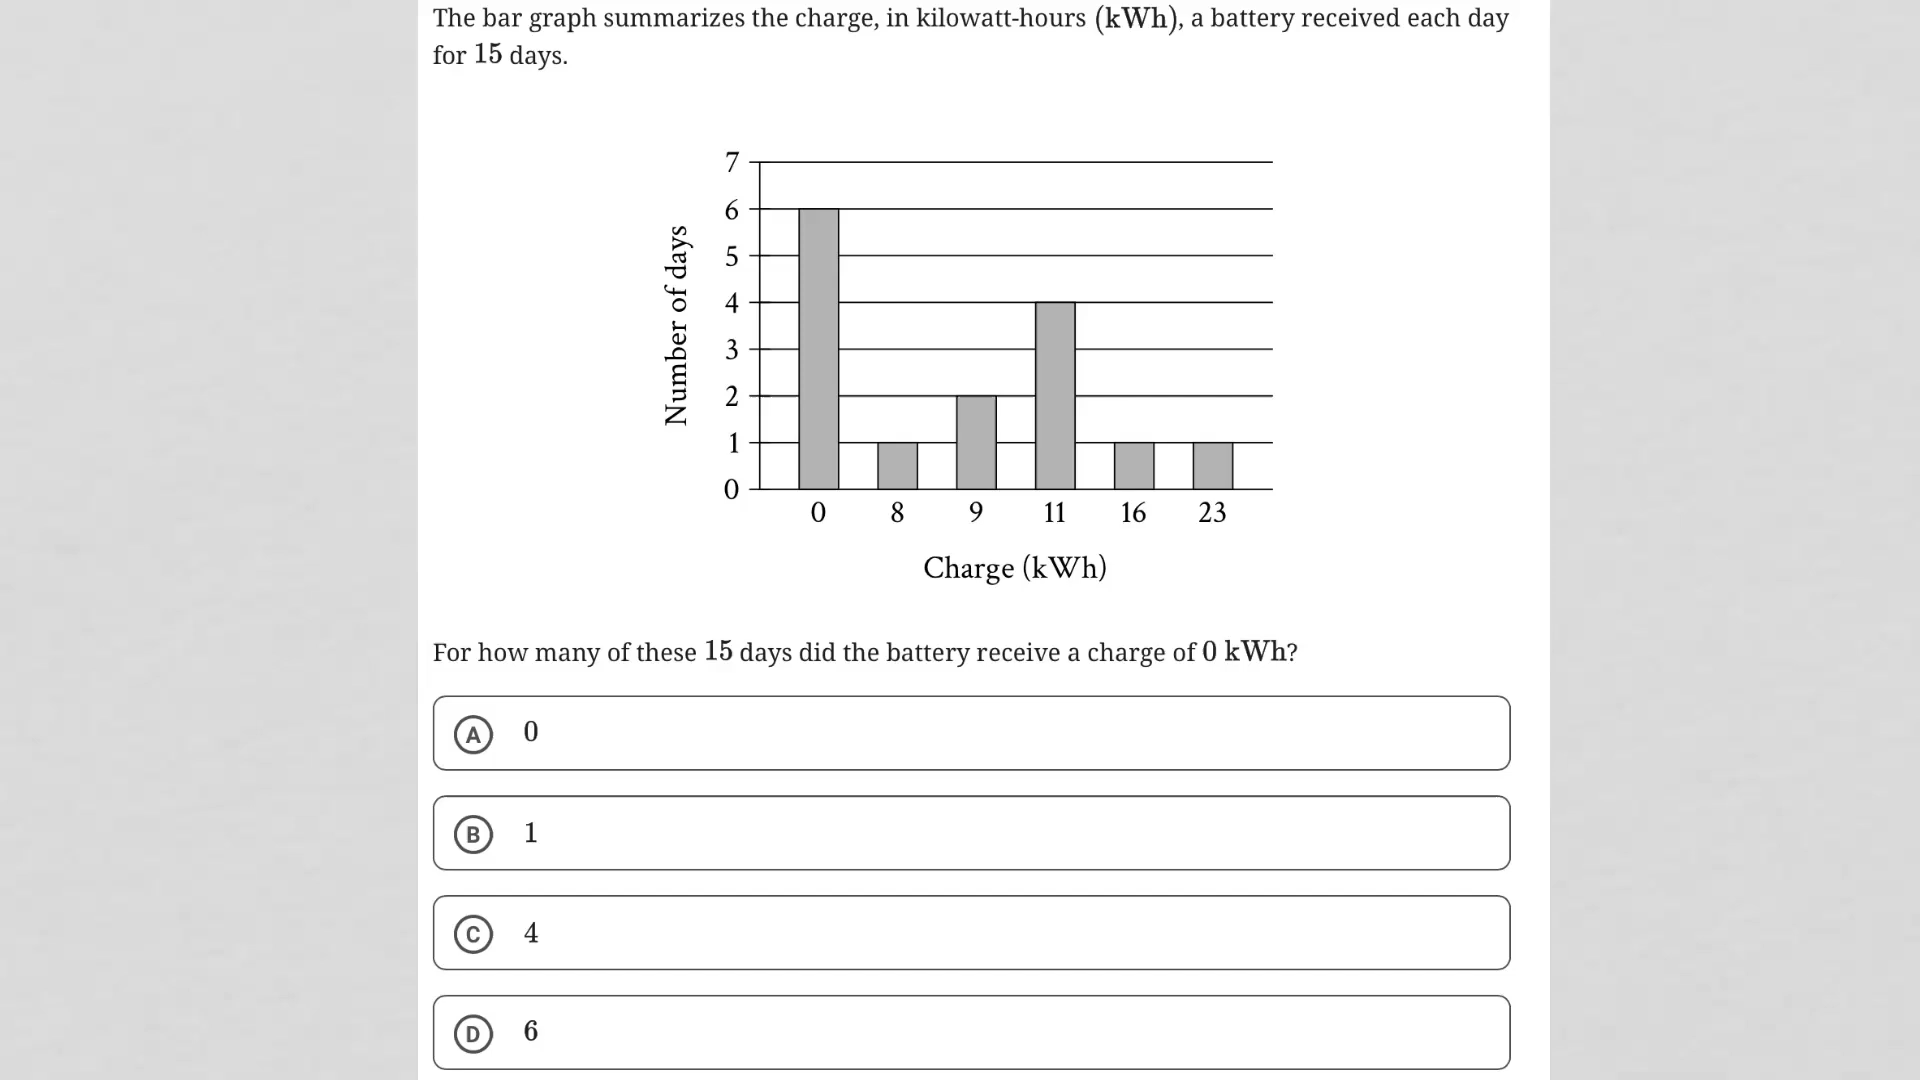 The bar graph summarizes the charge, in kilowatt-hours (kWh), a battery received each day
for 15 days.
7
6
5
4
3
2
1
0
Number of days
0 8 9 11 16 23
Charge (kWh)
For how many of these 15 days did the battery receive a charge of 0 kWh?
A 0
B 1
C 4
D 6